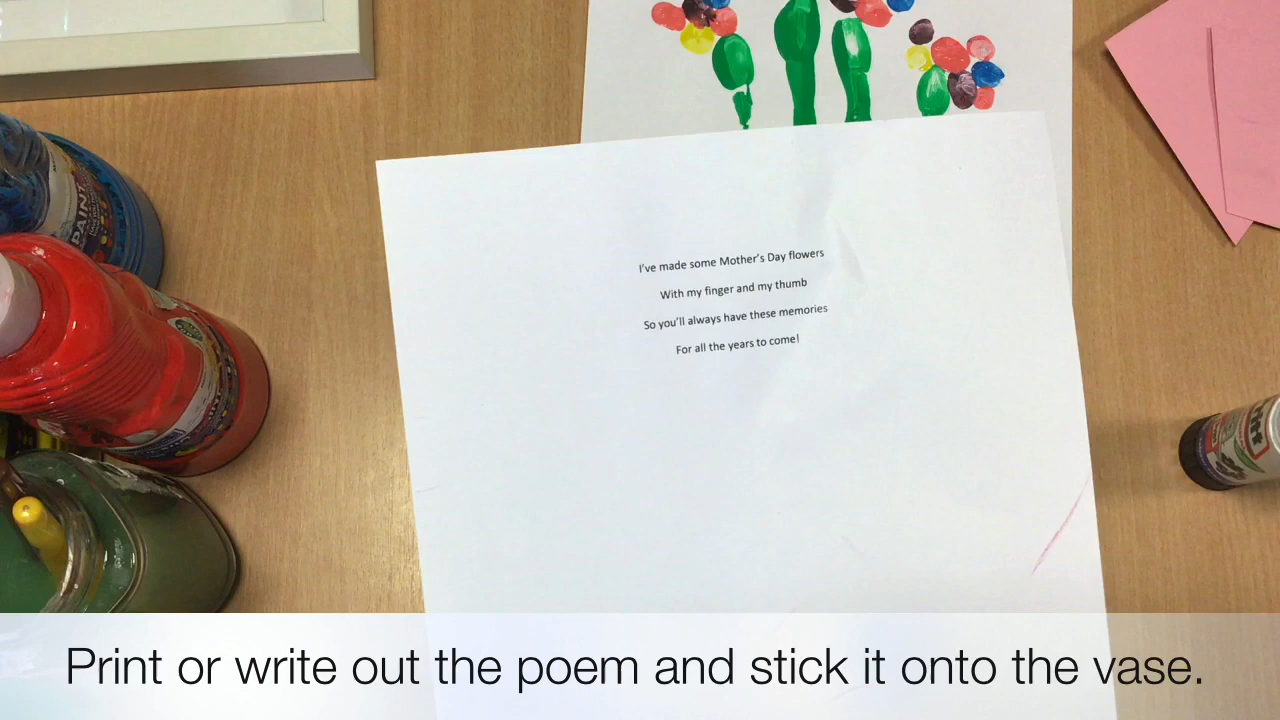 PAINT
I've made some Mother's Day flowers
With my finger and my thumb
So you'll always have these memories
For all the years to come!
Print or write out the poem and stick it onto the vase.